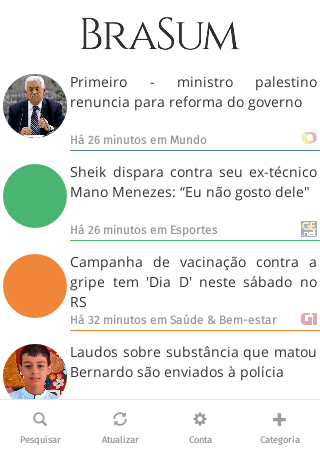 BRASUM
Primeiro - ministro palestino
renuncia para reforma do governo
Há 26 minutos em Mundo
Sheik dispara contra seu ex-técnico
Mano Menezes: “Eu não gosto dele"
Há 26 minutos em Esportes
Campanha de vacinação contra a
gripe tem 'Dia D' neste sábado no
RS
Há 32 minutos em Saúde & Bem-estar G1
Laudos sobre substância que matou
Bernardo são enviados à polícia
Pesquisar Atualizar Conta Categoria